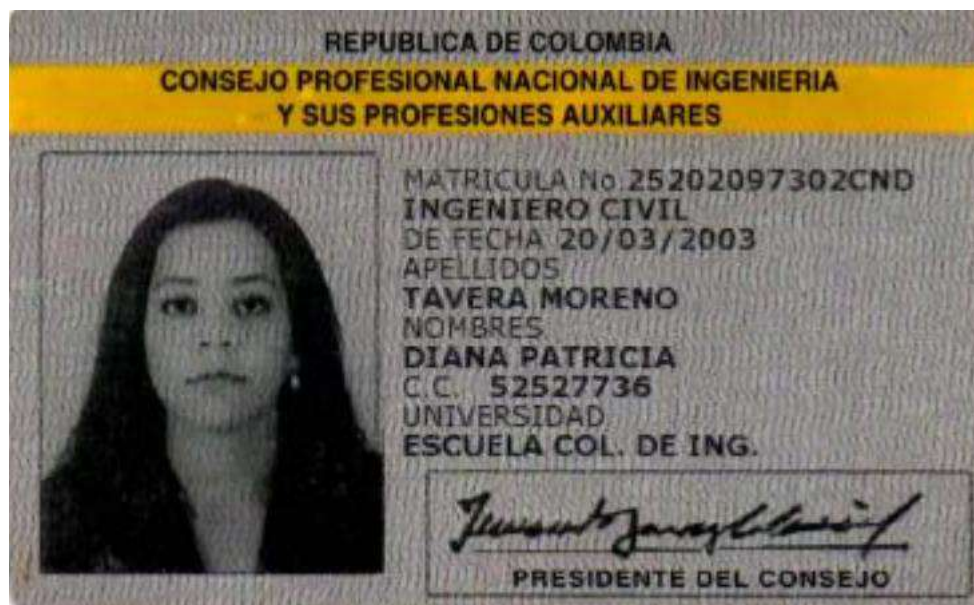 REPUBLICA DE COLOMBIA
CONSEJO PROFESIONAL NACIONAL DE INGENIERIA
Y SUS PROFESIONES AUXILIARES
MATRICULA No 25202097302CND
INGENIERO CIVIL
DE FECHA 20/03/2003
APELLIDOS
TAVERA MORENO
NOMBRES
DIANA PATRICIA
C.C. 52527736
UNIVERSIDAD
ESCUELA COL. DE ING.
PRESIDENTE DEL CONSEJO